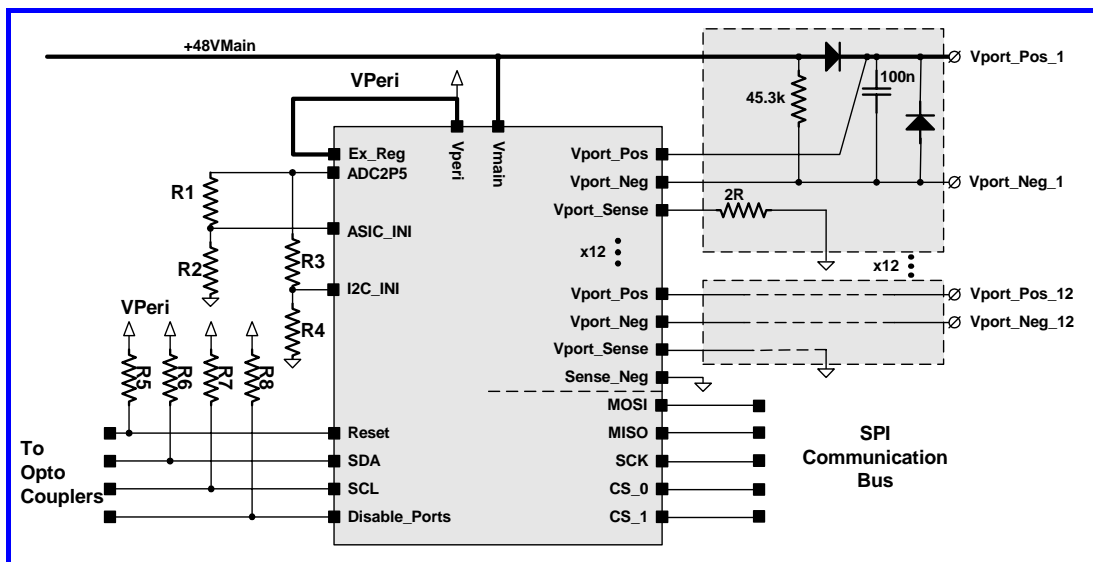 +48VMain
VPeri
Vport_Pos_1
100n
45.3k
Vperi
Vmain
Ex_Reg
ADC2P5
Vport_Pos
Vport_Neg
Vport_Neg_1
R1
2R
Vport_Sense
ASIC_INI
R2
R3
x12
x12
I2C_INI
Vport_Pos
Vport_Pos_12
VPeri
R4
Vport_Neg
Vport_Neg_12
Vport_Sense
R5
R6
R7
R8
Sense_Neg
MOSI
Reset
MISO
SPI
Communication
Bus
To
Opto
Couplers
SDA
SCK
SCL
CS_0
Disable_Ports
CS_1